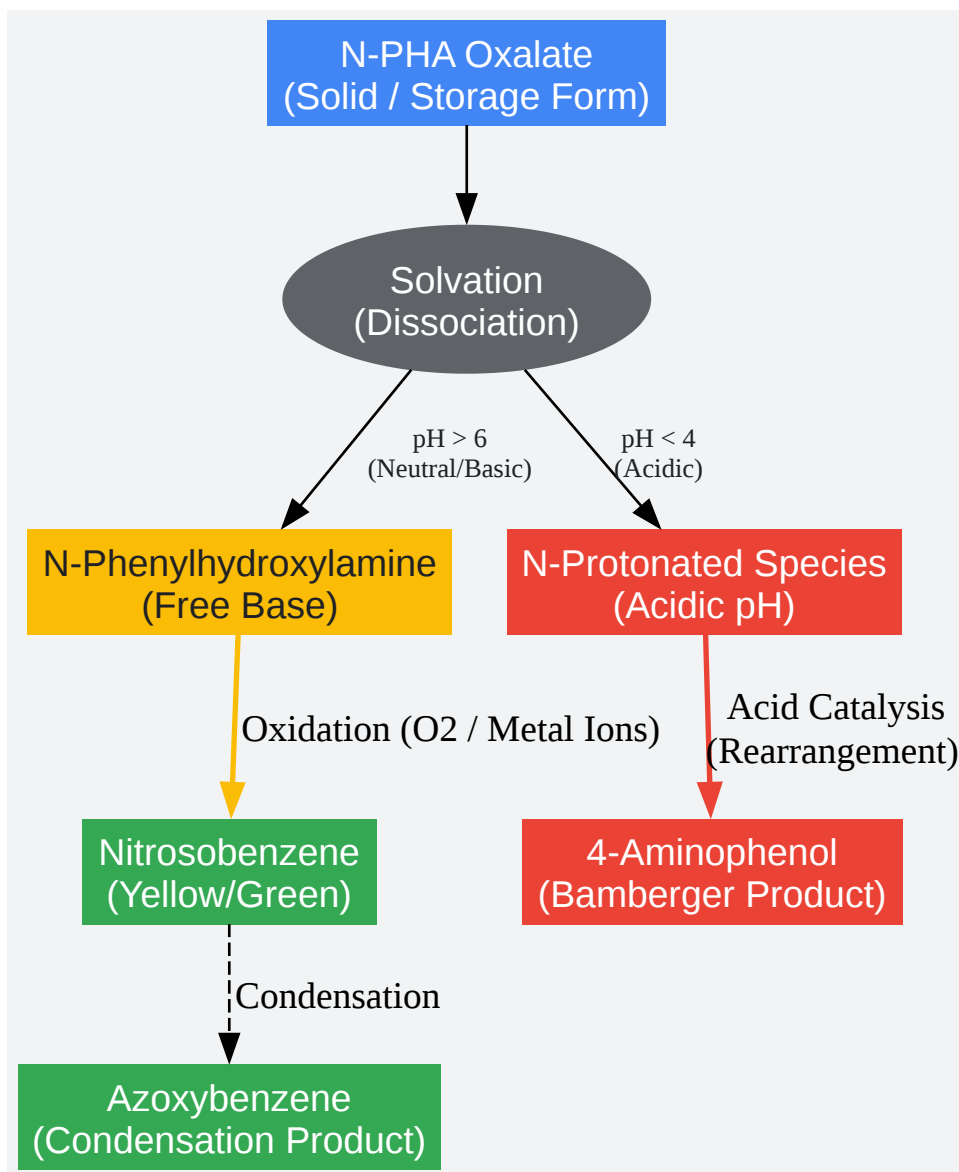 N-PHA Oxalate
(Solid / Storage Form)
Solvation
(Dissociation)
pH > 6
(Neutral/Basic)
pH < 4
(Acidic)
N-Phenylhydroxylamine
(Free Base)
N-Protonated Species
(Acidic pH)
Oxidation (O2 / Metal Ions)
Acid Catalysis
(Rearrangement)
Nitrosobenzene
(Yellow/Green)
4-Aminophenol
(Bamberger Product)
Condensation
Azoxybenzene
(Condensation Product)